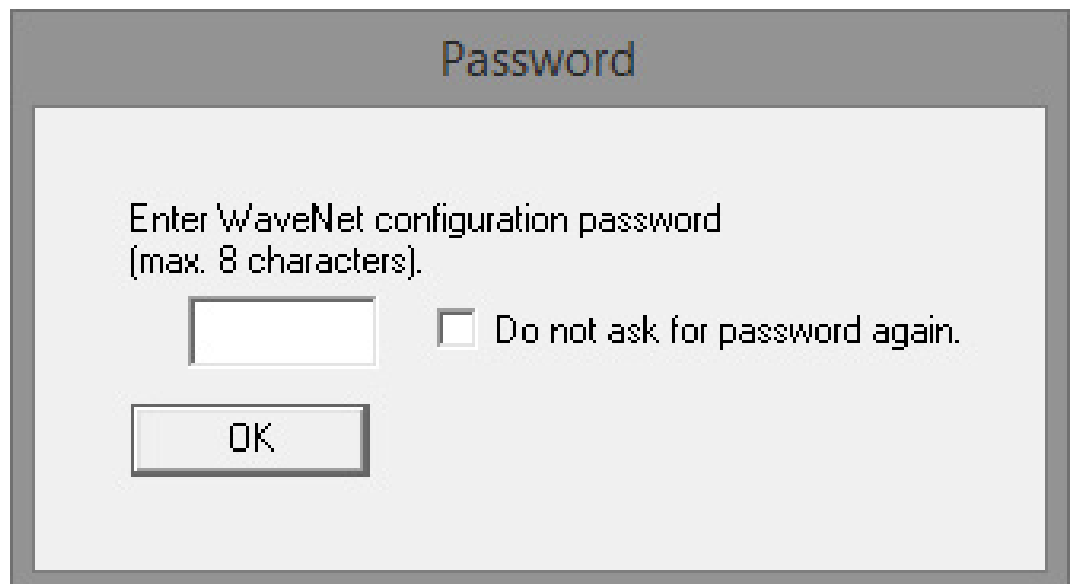 Password
Enter WaveNet configuration password
(max. 8 characters).
Do not ask for password again.
OK